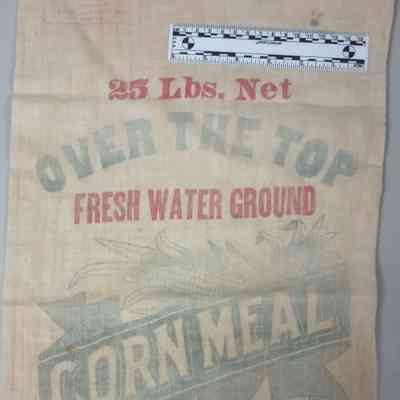 25 Lbs. Net
OVER THE TOP
FRESH WATER GROUND
CORN MEAL